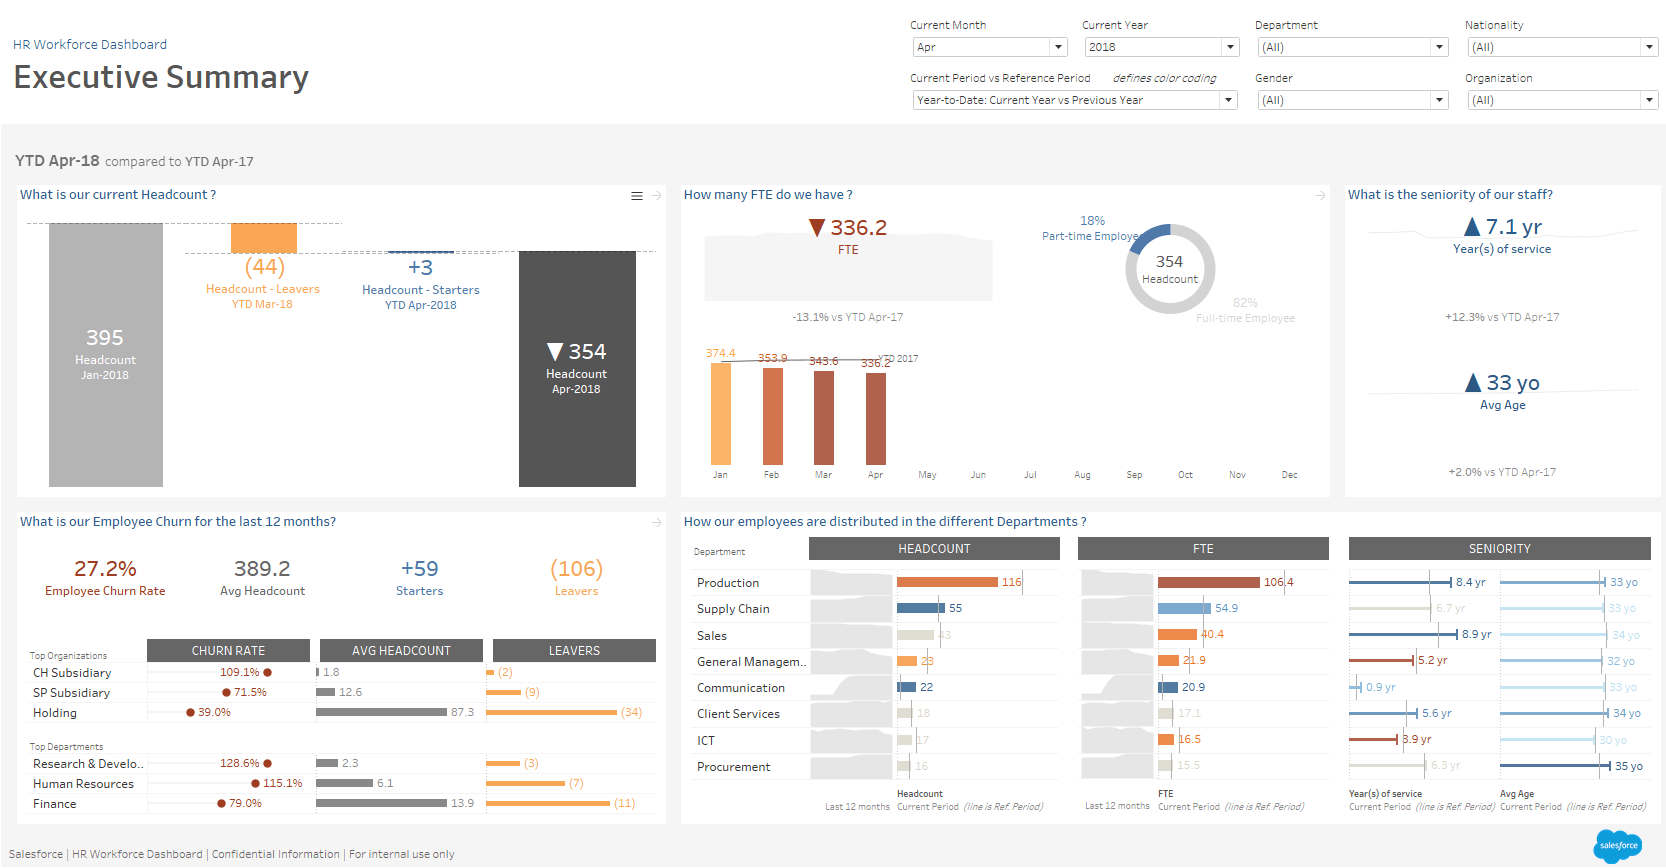 HR Workforce Dashboard
Executive Summary
Current Month
Current Year
Department
Nationality
Apr
2018
(All)
(All)
Current Period vs Reference Period
defines color coding
Gender
Organization
Year-to-Date: Current Year vs Previous Year
(All)
(All)
YTD Apr-18 compared to YTD Apr-17
What is our current Headcount ?
395
Headcount
Jan-2018
(44)
Headcount - Leavers
YTD Mar-18
+3
Headcount - Starters
YTD Apr-2018
▼ 354
Headcount
Apr-2018
How many FTE do we have ?
▼ 336.2
FTE
-13.1% vs YTD Apr-17
18%
Part-time Employee
354
Headcount
82%
Full-time Employee
374.4
353.9
343.6
336.2
YTD 2017
Jan Feb Mar Apr May Jun Jul Aug Sep Oct Nov Dec
What is the seniority of our staff?
▲ 7.1 yr
Year(s) of service
+12.3% vs YTD Apr-17
▲ 33 yo
Avg Age
+2.0% vs YTD Apr-17
What is our Employee Churn for the last 12 months?
27.2%
Employee Churn Rate
389.2
Avg Headcount
+59
Starters
(106)
Leavers
Top Organizations
CHURN RATE
AVG HEADCOUNT
LEAVERS
CH Subsidiary 109.1% 1.8 (2)
SP Subsidiary 71.5% 12.6 (9)
Holding 39.0% 87.3 (34)
Top Departments
Research & Develo.. 128.6% 2.3 (3)
Human Resources 115.1% 6.1 (7)
Finance 79.0% 13.9 (11)
How our employees are distributed in the different Departments ?
Department
HEADCOUNT
FTE
SENIORITY
Production 116 106.4 8.4 yr 33 yo
Supply Chain 55 54.9 6.7 yr 33 yo
Sales 43 40.4 8.9 yr 34 yo
General Managem.. 23 21.9 5.2 yr 32 yo
Communication 22 20.9 0.9 yr 33 yo
Client Services 18 17.1 5.6 yr 34 yo
ICT 17 16.5 3.9 yr 30 yo
Procurement 16 15.5 6.3 yr 35 yo
Headcount
FTE
Year(s) of service
Avg Age
Last 12 months
Current Period (line is Ref. Period)
Last 12 months
Current Period (line is Ref. Period)
Current Period (line is Ref. Period)
Current Period (line is Ref. Period)
Salesforce | HR Workforce Dashboard | Confidential Information | For internal use only
salesforce